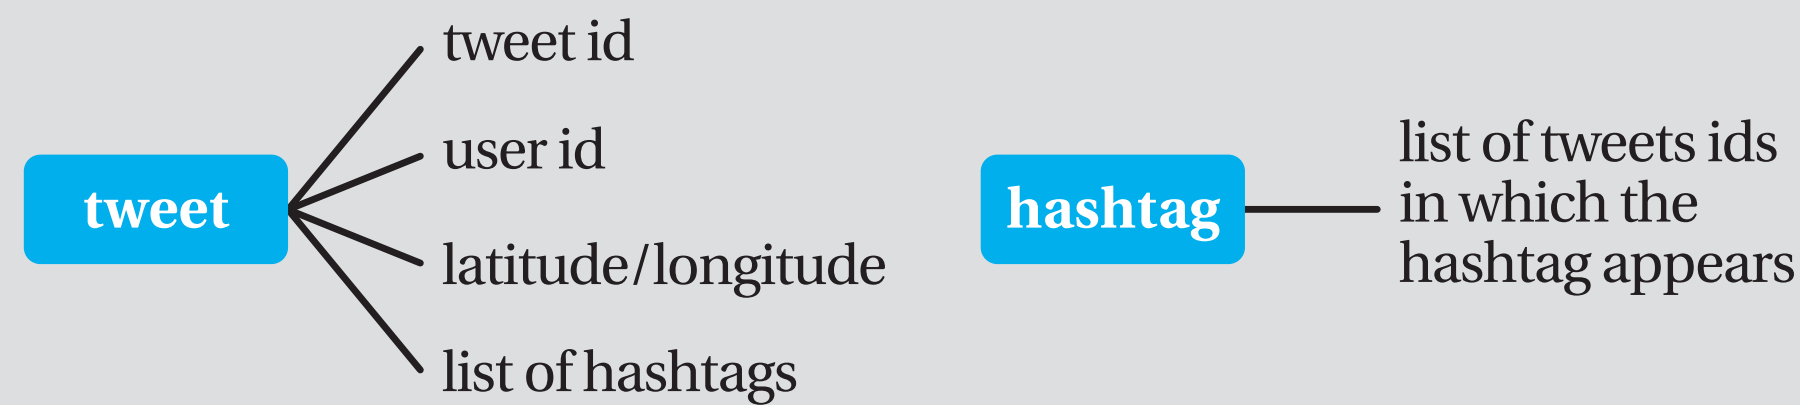 tweet
tweet id
user id
latitude/longitude
list of hashtags
hashtag
list of tweets ids
in which the
hashtag appears